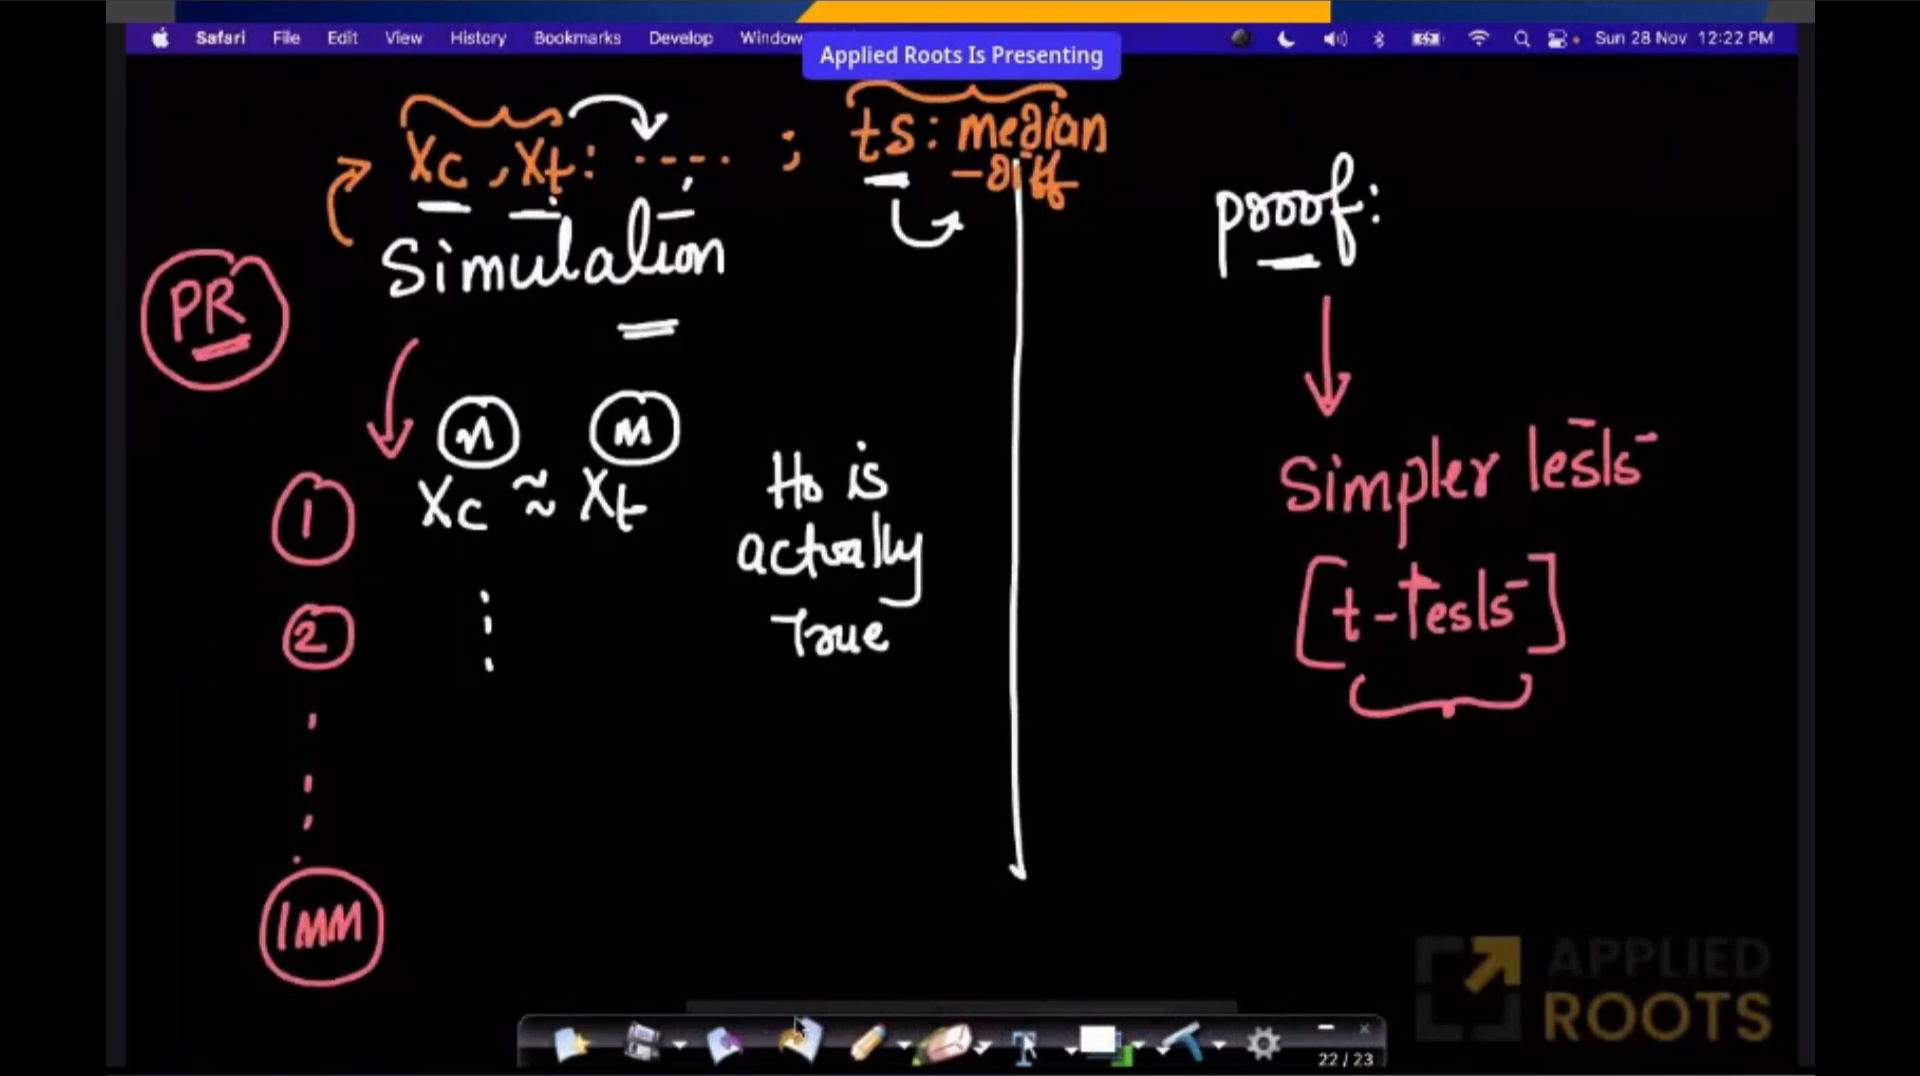 Safari File Edit View History Bookmarks Develop Window
Applied Roots Is Presenting
Sun 28 Nov 12:22 PM
Xc , Xt : ..... ; ts : median
- Diff
Simulation
proof:
PR
n m
1 Xc ≈ Xt
H0 is
actually
True
2
1MM
Simpler tests
[t-Tests]
APPLIED
ROOTS
22 / 23